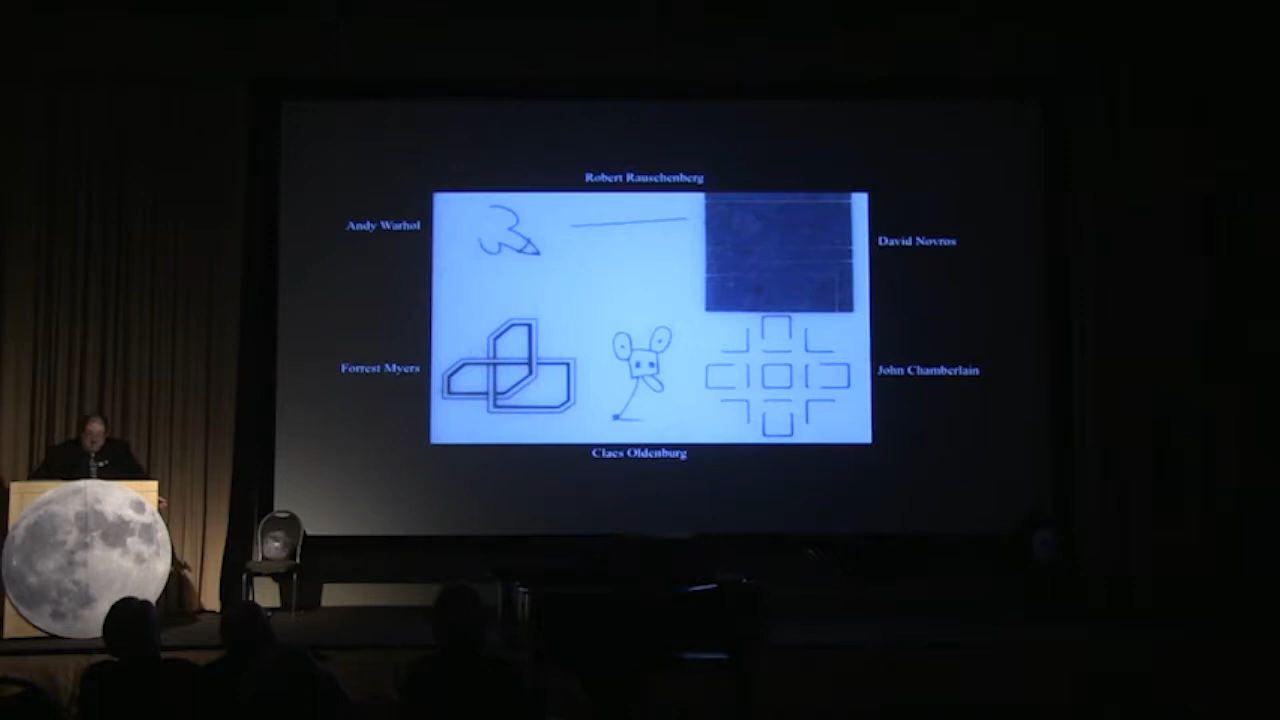 Robert Rauschenberg
Andy Warhol
David Novros
Forrest Myers
John Chamberlain
Claes Oldenburg